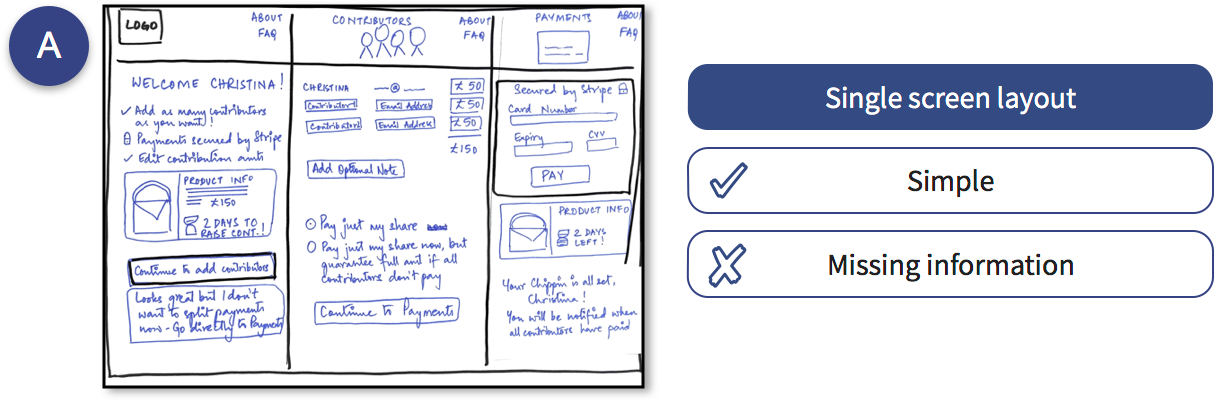 A
LOGO
ABOUT
FAQ
WELCOME CHRISTINA!
✓ Add as many contributors
as you want!
Payments secured by Stripe
✓ Edit contribution amts
PRODUCT INFO
£150
2 DAYS TO
RAISE CONT.!
Continue to add contributors
Looks great but I don't
want to split payments
now - Go directly to Payments
CONTRIBUTORS
ABOUT
FAQ
CHRISTINA @ £50
Contributor 1 Email Address £50
Contributor 2 Email Address £50
£150
Add Optional Note
Pay just my share
Pay just my share now, but
guarantee full amt if all
contributors don't pay
Continue to Payments
PAYMENTS
ABOU
FAQ
Secured by Stripe
Card Number
Expiry CVV
PAY
PRODUCT INFO
2 DAYS
LEFT!
Your Chippin is all set,
Christina!
You will be notified when
all contributors have paid
Single screen layout
Simple
Missing information